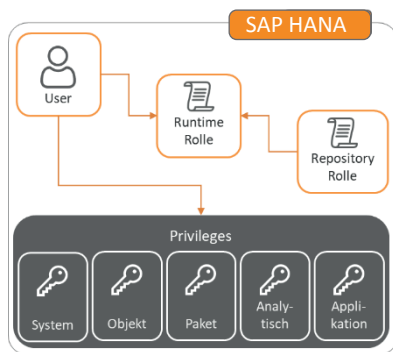 SAP HANA
User
Runtime
Rolle
Repository
Rolle
Privileges
System
Objekt
Paket
Analy-
tisch
Appli-
kation